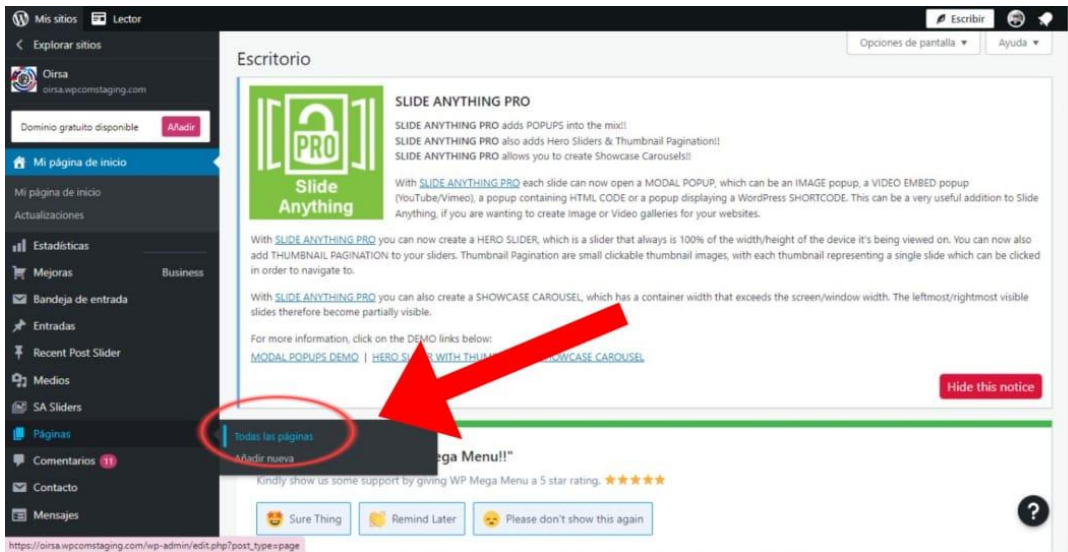 Mis sitios
Lector
Escribir
Explorar sitios
Oirsa
oirsa.wpcomstaging.com
Dominio gratuito disponible
Añadir
Mi página de inicio
Mi página de inicio
Actualizaciones
Estadísticas
Mejoras
Business
Bandeja de entrada
Entradas
Recent Post Slider
Medios
SA Sliders
Páginas
Todas las páginas
Añadir nueva
Comentarios 11
Contacto
Mensajes
https://oirsa.wpcomstaging.com/wp-admin/edit.php?post_type=page
Opciones de pantalla
Ayuda
Escritorio
PRO
Slide
Anything
SLIDE ANYTHING PRO
SLIDE ANYTHING PRO adds POPUPS into the mix!!
SLIDE ANYTHING PRO also adds Hero Sliders & Thumbnail Pagination!!
SLIDE ANYTHING PRO allows you to create Showcase Carousels!!
With SLIDE ANYTHING PRO each slide can now open a MODAL POPUP, which can be an IMAGE popup, a VIDEO EMBED popup
(YouTube/Vimeo), a popup containing HTML CODE or a popup displaying a WordPress SHORTCODE. This can be a very useful addition to Slide
Anything, if you are wanting to create Image or Video galleries for your websites.
With SLIDE ANYTHING PRO you can now create a HERO SLIDER, which is a slider that always is 100% of the width/height of the device it's being viewed on. You can now also
add THUMBNAIL PAGINATION to your sliders. Thumbnail Pagination are small clickable thumbnail images, with each thumbnail representing a single slide which can be clicked
in order to navigate to.
With SLIDE ANYTHING PRO you can also create a SHOWCASE CAROUSEL, which has a container width that exceeds the screen/window width. The leftmost/rightmost visible
slides therefore become partially visible.
For more information, click on the DEMO links below:
MODAL POPUPS DEMO | HERO SLIDER WITH CAROUSEL
Hide this notice
Mega Menu!!"
Kindly show us some support by giving WP Mega Menu a 5 star rating.
Sure Thing
Remind Later
Please don't show this again
?